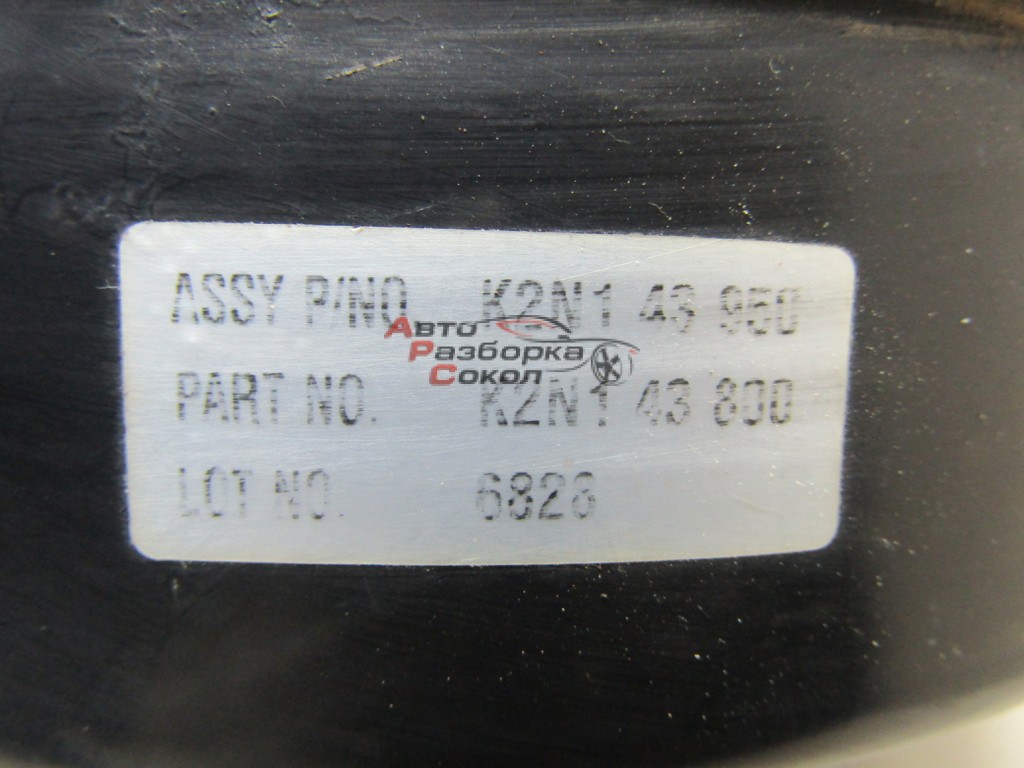 ASSY P/NO. K2N1 43 950
Авто
Разборка
Сокол
PART NO. K2N1 43 800
LOT NO. 6828